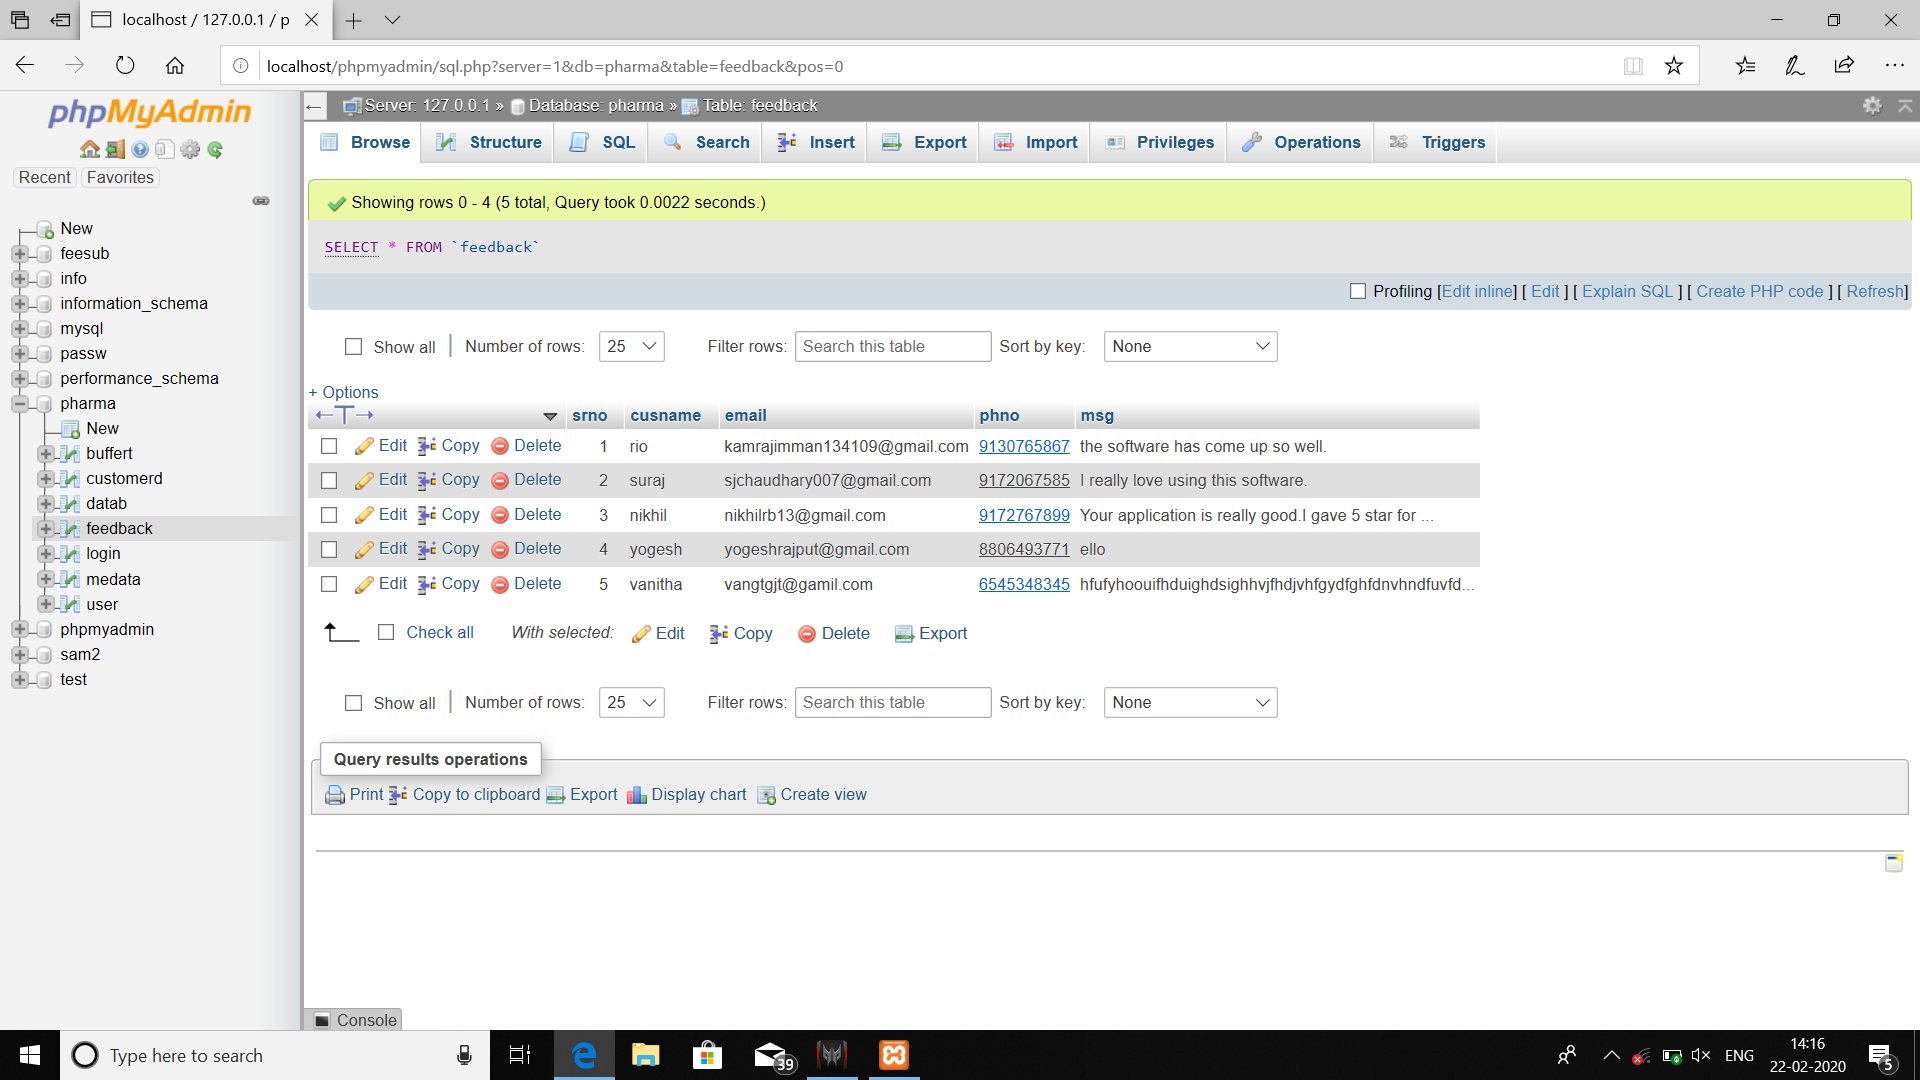 localhost / 127.0.0.1 / p
localhost/phpmyadmin/sql.php?server=1&db=pharma&table=feedback&pos=0
phpMyAdmin
Recent Favorites
New
feesub
info
information_schema
mysql
passw
performance_schema
pharma
New
buffert
customerd
datab
feedback
login
medata
user
phpmyadmin
sam2
test
Server: 127.0.0.1 » Database: pharma » Table: feedback
Browse Structure SQL Search Insert Export Import Privileges Operations Triggers
Showing rows 0 - 4 (5 total, Query took 0.0022 seconds.)
SELECT * FROM `feedback`
Profiling [Edit inline] [ Edit ] [ Explain SQL ] [ Create PHP code ] [ Refresh]
Show all | Number of rows: 25 Filter rows: Search this table Sort by key: None
+ Options
←T→ srno cusname email phno msg
Edit Copy Delete 1 rio kamrajimman134109@gmail.com 9130765867 the software has come up so well.
Edit Copy Delete 2 suraj sjchaudhary007@gmail.com 9172067585 I really love using this software.
Edit Copy Delete 3 nikhil nikhilrb13@gmail.com 9172767899 Your application is really good.I gave 5 star for ...
Edit Copy Delete 4 yogesh yogeshrajput@gmail.com 8806493771 ello
Edit Copy Delete 5 vanitha vangtgjt@gamil.com 6545348345 hfufyhoouifhduighdsighhvjfhdjvhfgydfghfdnvhndfuvfd...
Check all With selected: Edit Copy Delete Export
Show all | Number of rows: 25 Filter rows: Search this table Sort by key: None
Query results operations
Print Copy to clipboard Export Display chart Create view
Console
Type here to search
39
ENG
14:16
22-02-2020
5